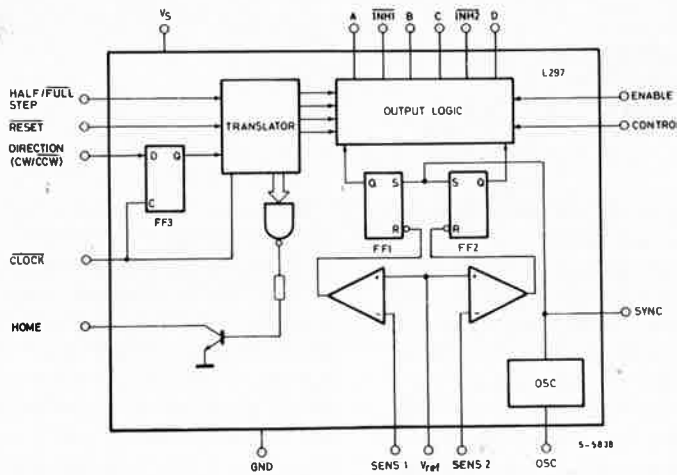 VS
A INH1 B C INH2 D
L297
HALF/FULL
STEP
RESET
DIRECTION
(CW/CCW)
CLOCK
HOME
TRANSLATOR
OUTPUT LOGIC
ENABLE
CONTROL
D Q
C
FF3
Q S
R
FF1
S Q
R
FF2
+ +
- -
SYNC
OSC
5-5838
GND
SENS 1
Vref
SENS 2
OSC